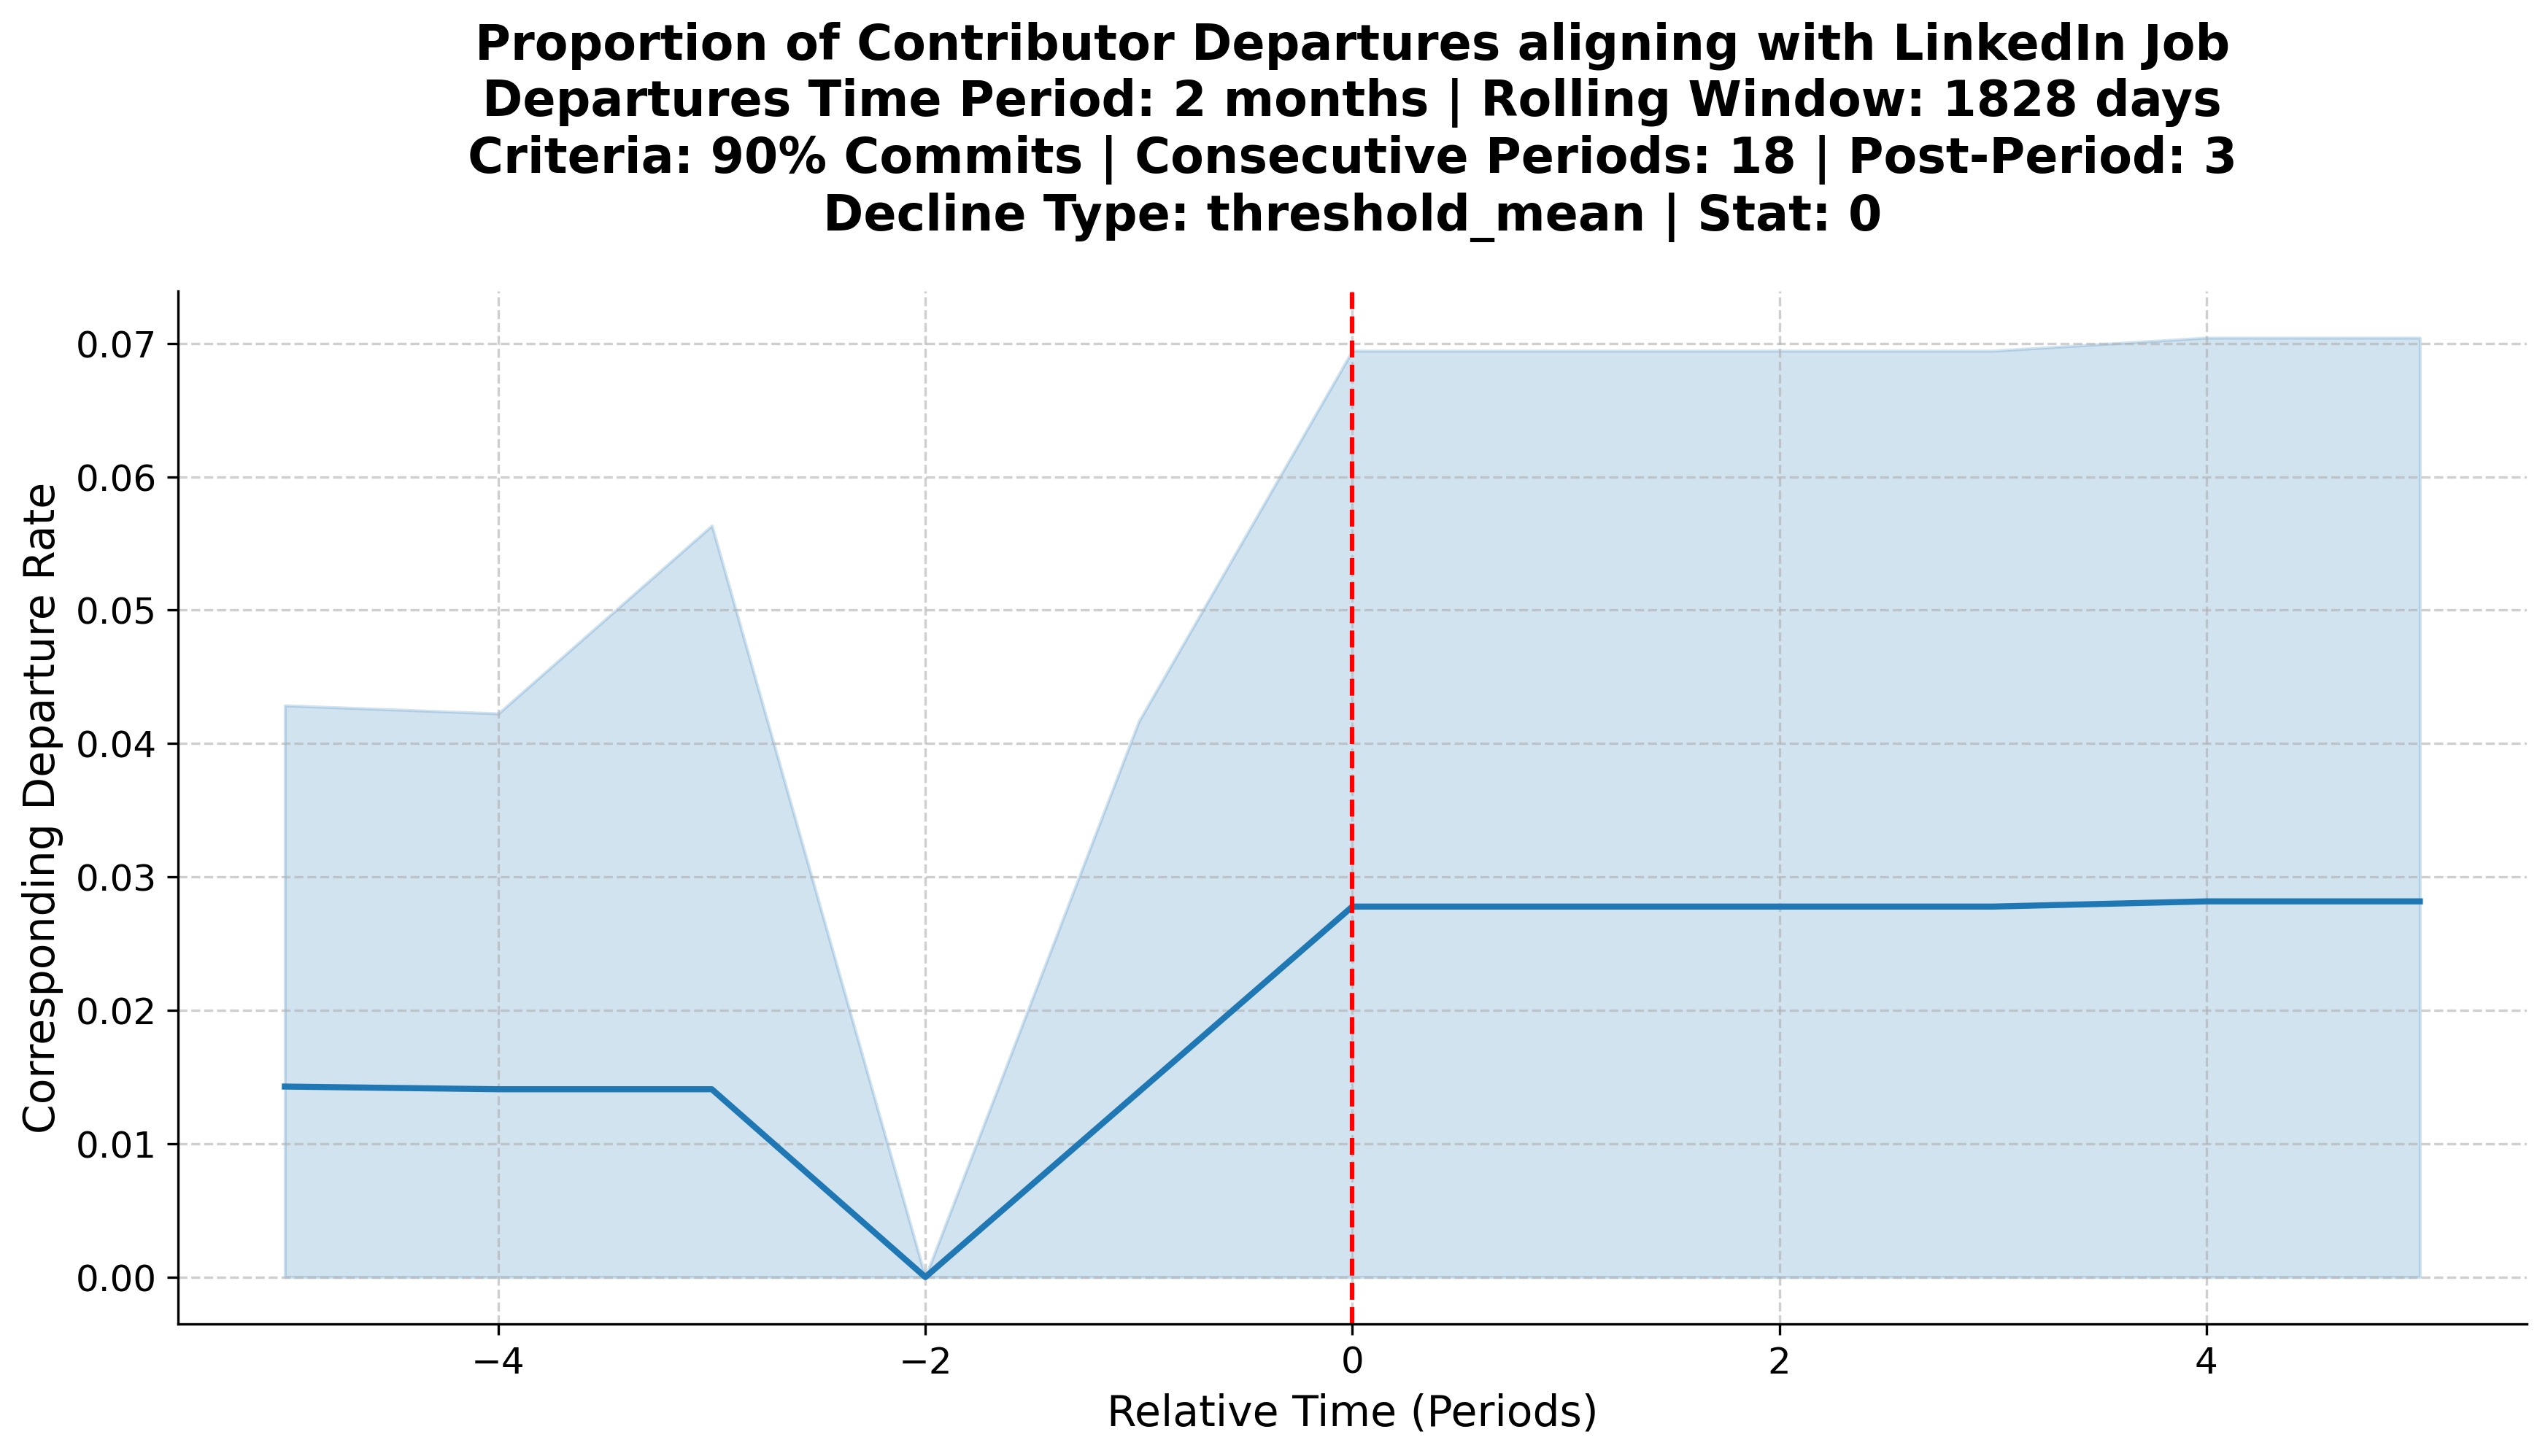 Proportion of Contributor Departures aligning with LinkedIn Job
Departures Time Period: 2 months | Rolling Window: 1828 days
Criteria: 90% Commits | Consecutive Periods: 18 | Post-Period: 3
Decline Type: threshold_mean | Stat: 0
Corresponding Departure Rate
0.07
0.06
0.05
0.04
0.03
0.02
0.01
0.00
−4
−2
0
2
4
Relative Time (Periods)